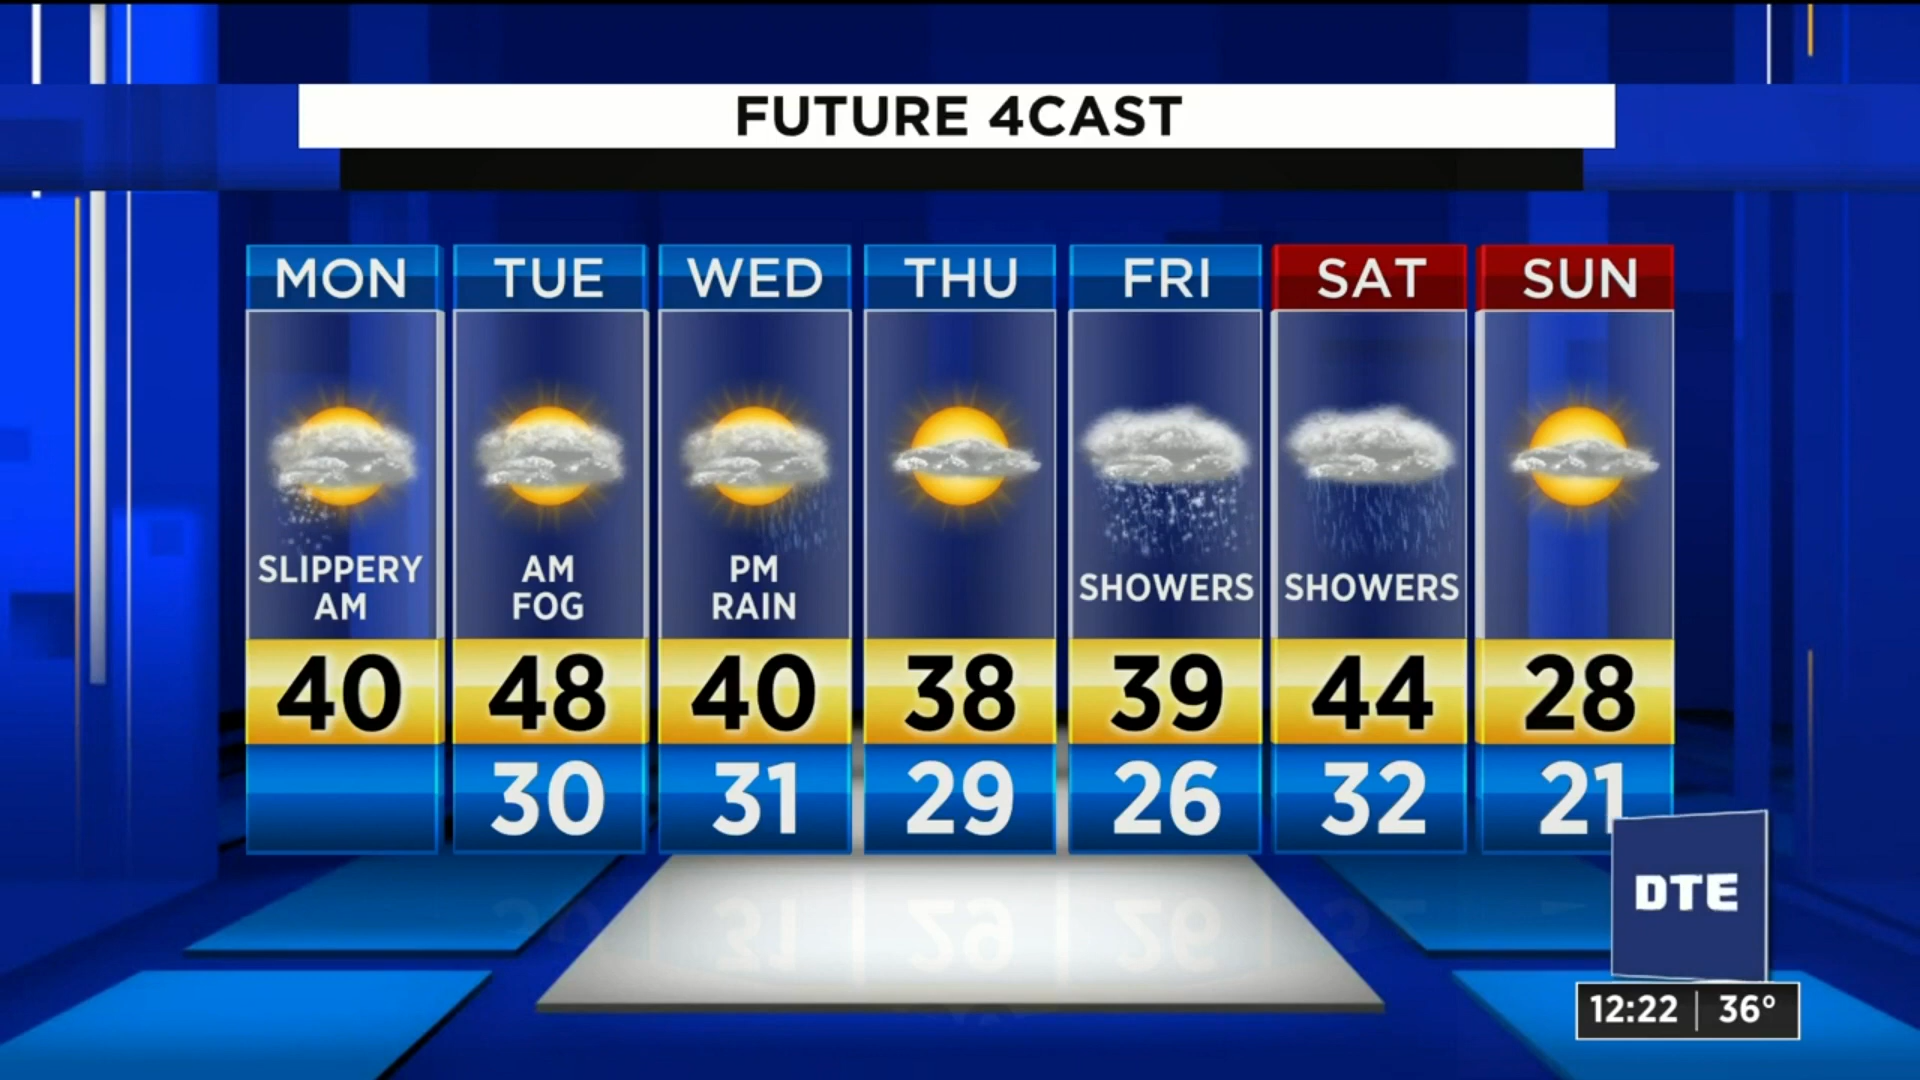 FUTURE 4CAST
MON TUE WED THU FRI SAT SUN
SLIPPERY
AM
AM
FOG
PM
RAIN
SHOWERS
SHOWERS
40 48 40 38 39 44 28
30 31 29 26 32 21
DTE
12:22 36°